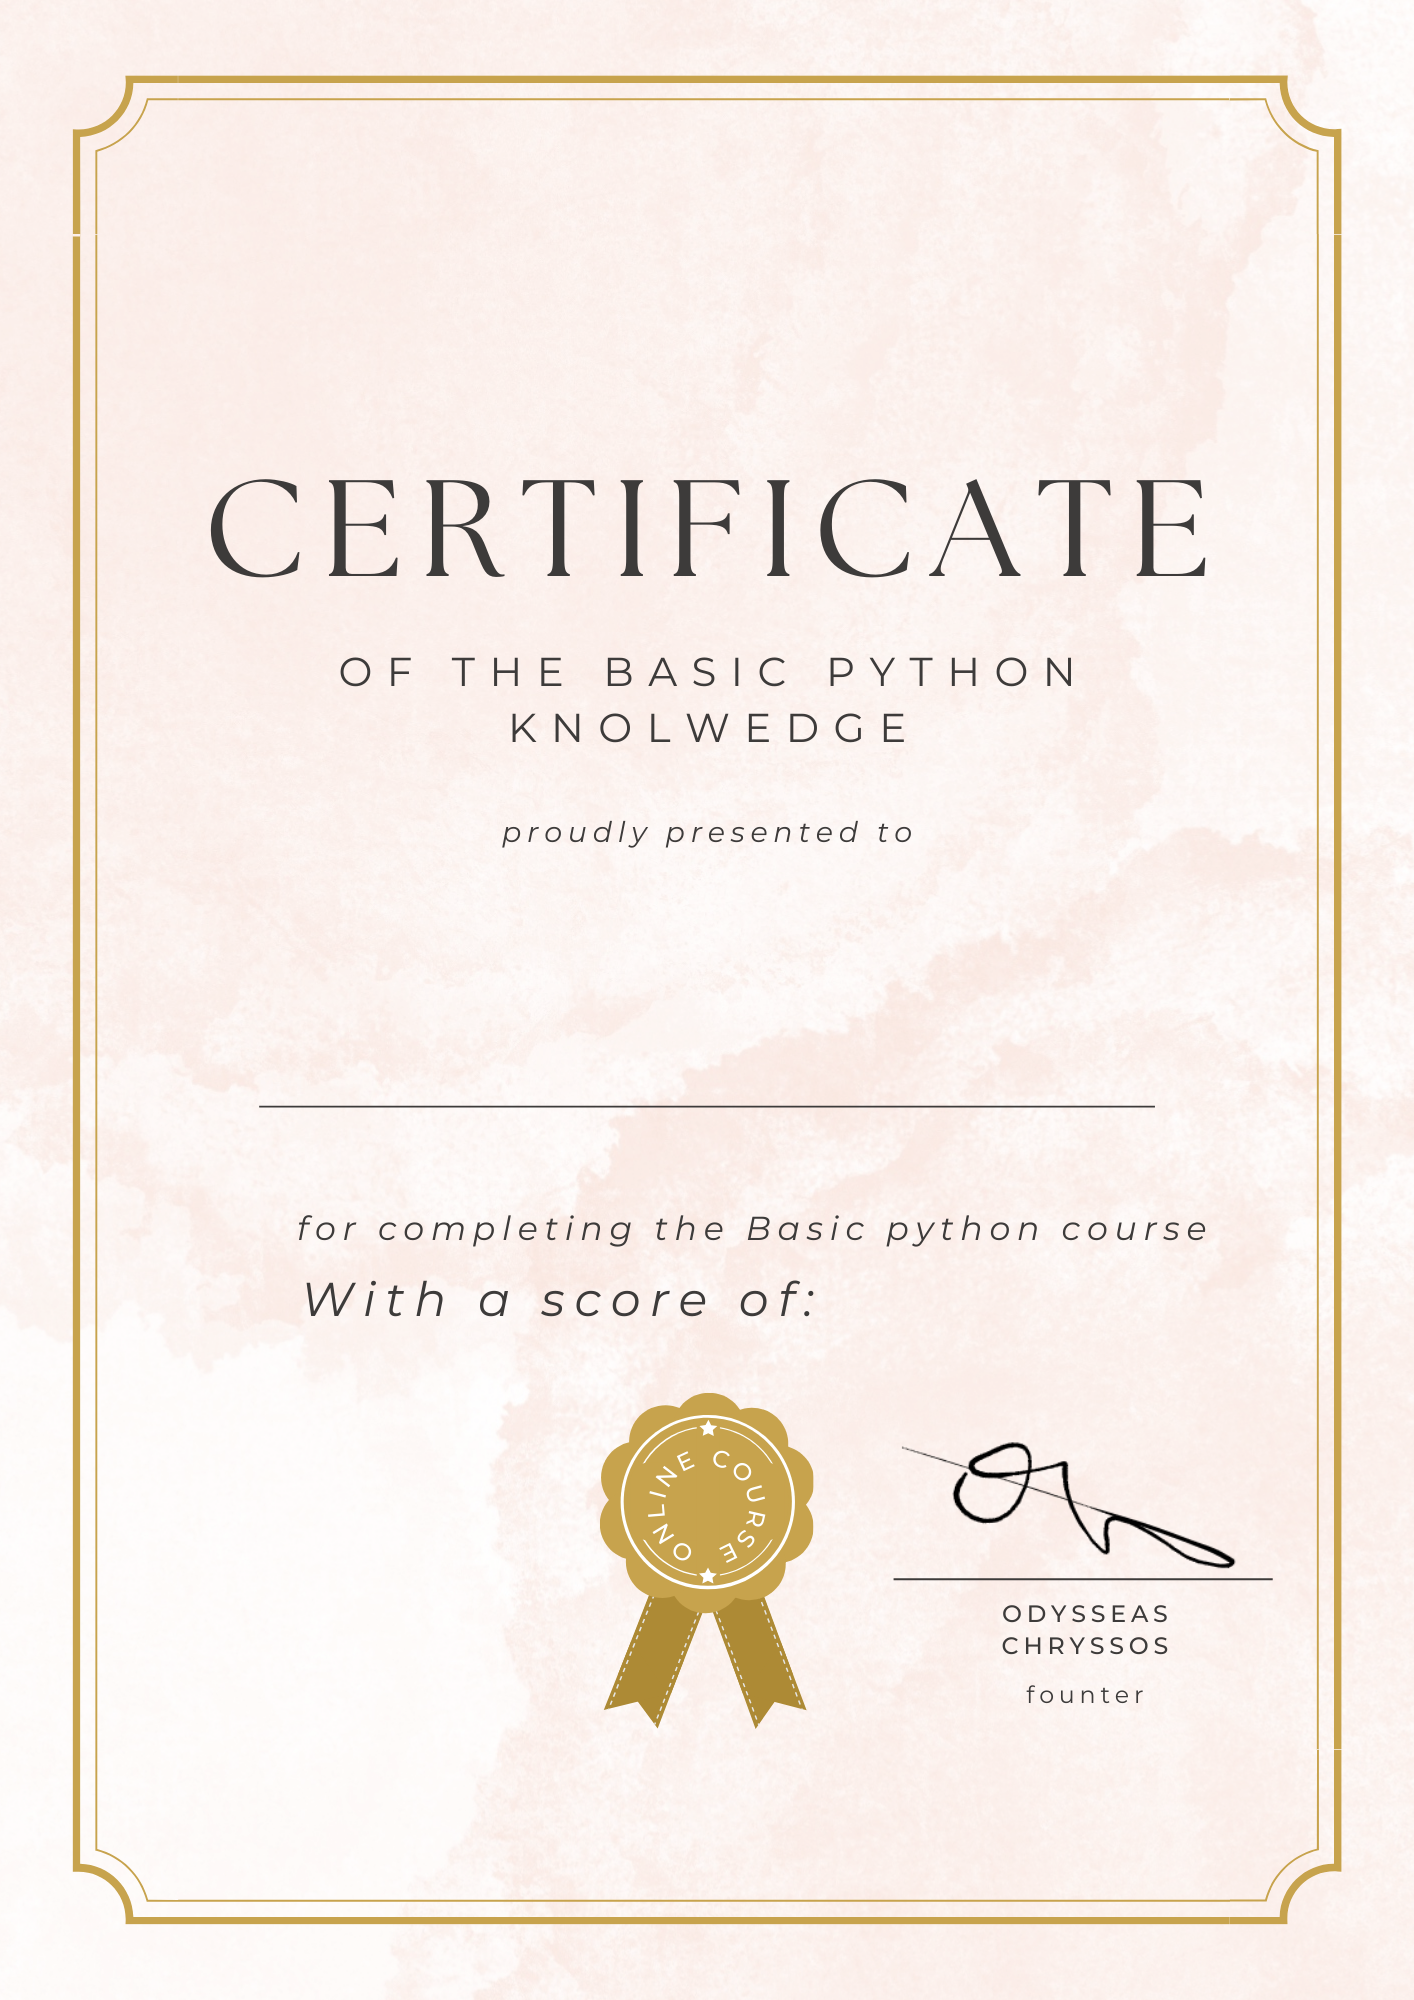 CERTIFICATE
OF THE BASIC PYTHON
KNOLWEDGE
proudly presented to
for completing the Basic python course
With a score of:
ONLINE COURSE
ODYSSEAS
CHRYSSOS
founter